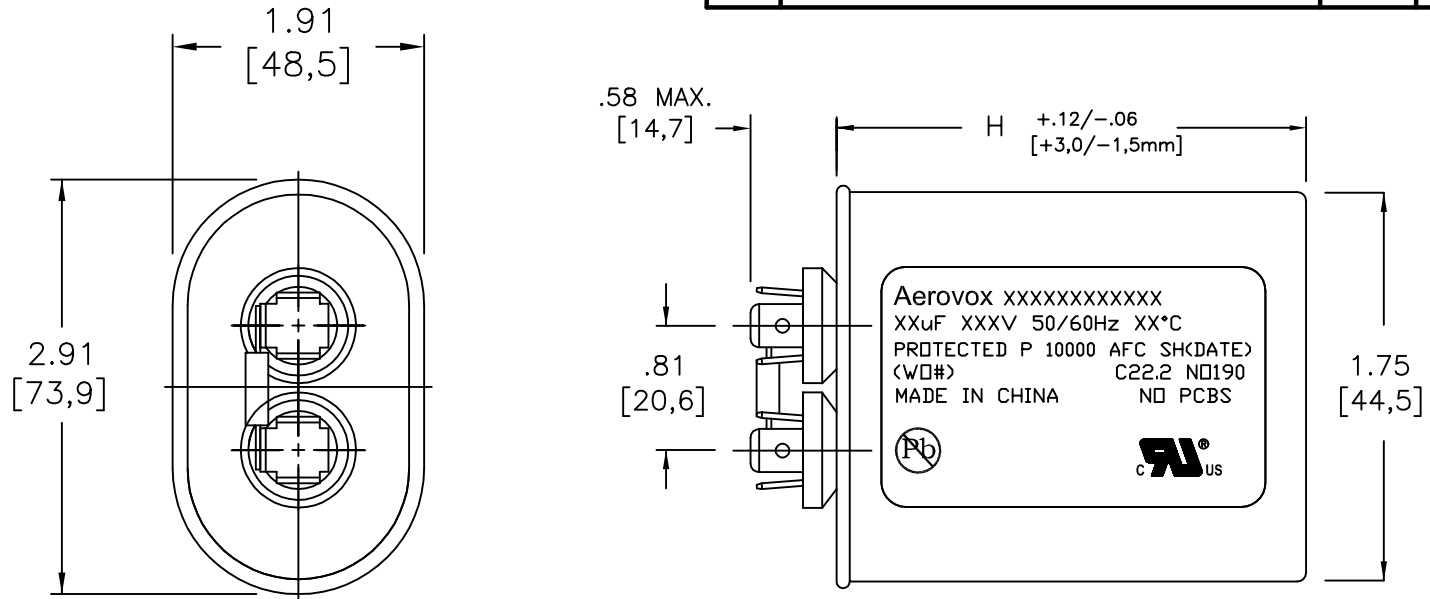 1.91
[48,5]
2.91
[73,9]
.58 MAX.
[14,7]
H +.12/-.06
[+3,0/-1,5mm]
.81
[20,6]
Aerovox XXXXXXXXXXXX
XXuF XXXV 50/60Hz XX°C
PROTECTED P 10000 AFC SH(DATE)
(WO#) C22.2 NO190
MADE IN CHINA NO PCBS
Pb
C RU ® US
1.75
[44,5]